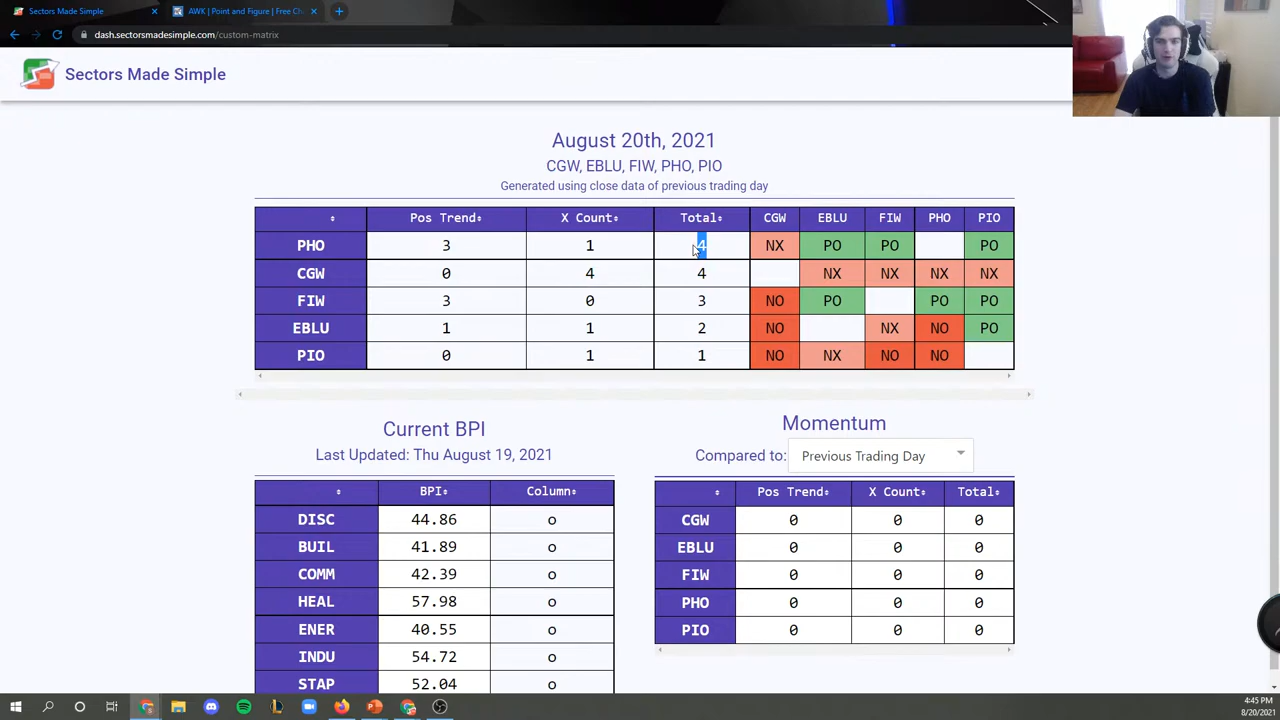 Sectors Made Simple
AWK | Point and Figure | Free Ch
dash.sectorsmadesimple.com/custom-matrix
Sectors Made Simple
August 20th, 2021
CGW, EBLU, FIW, PHO, PIO
Generated using close data of previous trading day
Pos Trend X Count Total CGW EBLU FIW PHO PIO
PHO 3 1 4 NX PO PO PO
CGW 0 4 4 NX NX NX NX
FIW 3 0 3 NO PO PO PO
EBLU 1 1 2 NO NX NO PO
PIO 0 1 1 NO NX NO NO
Current BPI
Last Updated: Thu August 19, 2021
BPI Column
DISC 44.86 o
BUIL 41.89 o
COMM 42.39 o
HEAL 57.98 o
ENER 40.55 o
INDU 54.72 o
STAP 52.04 o
Momentum
Compared to: Previous Trading Day
Pos Trend X Count Total
CGW 0 0 0
EBLU 0 0 0
FIW 0 0 0
PHO 0 0 0
PIO 0 0 0
4:45 PM
8/20/2021